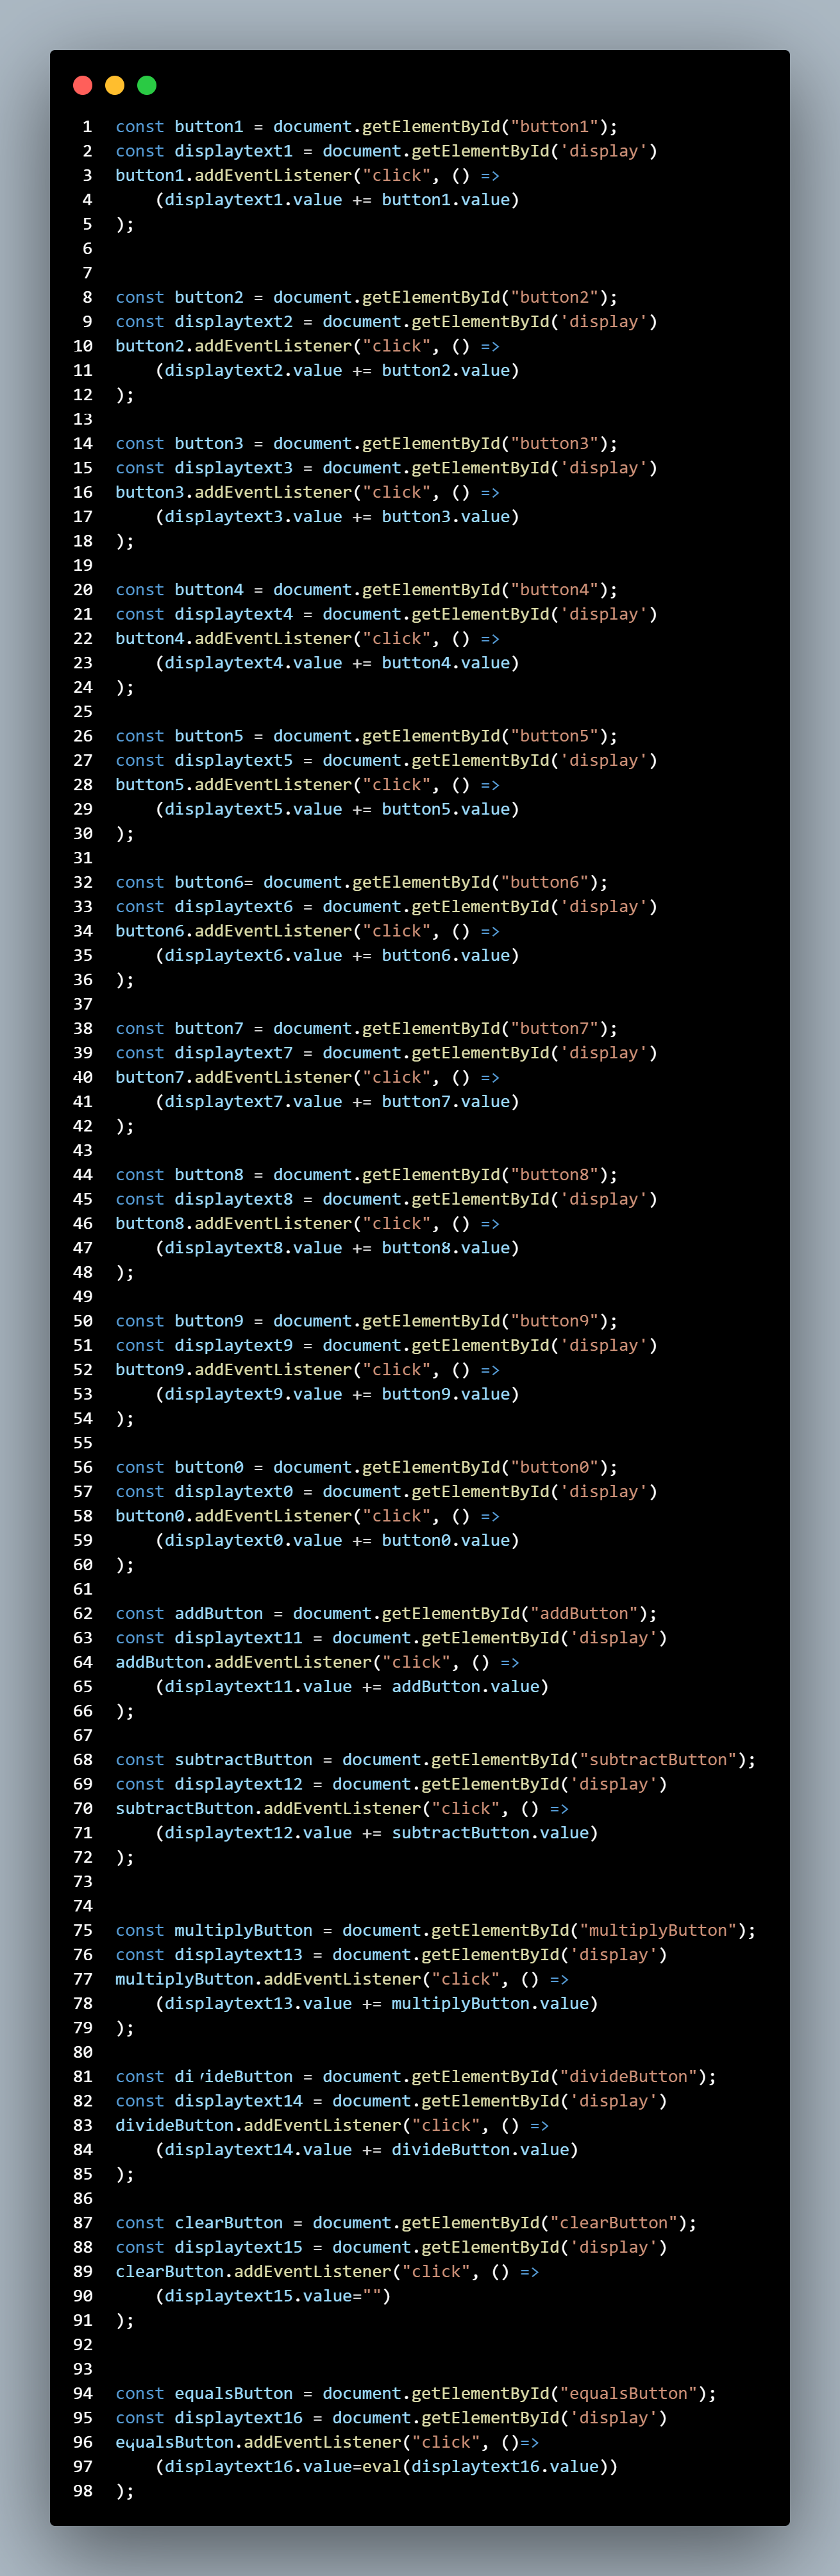 1 const button1 = document.getElementById("button1");
2 const displaytext1 = document.getElementById('display')
3 button1.addEventListener("click", () =>
4     (displaytext1.value += button1.value)
5 );
6
7
8 const button2 = document.getElementById("button2");
9 const displaytext2 = document.getElementById('display')
10 button2.addEventListener("click", () =>
11     (displaytext2.value += button2.value)
12 );
13
14 const button3 = document.getElementById("button3");
15 const displaytext3 = document.getElementById('display')
16 button3.addEventListener("click", () =>
17     (displaytext3.value += button3.value)
18 );
19
20 const button4 = document.getElementById("button4");
21 const displaytext4 = document.getElementById('display')
22 button4.addEventListener("click", () =>
23     (displaytext4.value += button4.value)
24 );
25
26 const button5 = document.getElementById("button5");
27 const displaytext5 = document.getElementById('display')
28 button5.addEventListener("click", () =>
29     (displaytext5.value += button5.value)
30 );
31
32 const button6= document.getElementById("button6");
33 const displaytext6 = document.getElementById('display')
34 button6.addEventListener("click", () =>
35     (displaytext6.value += button6.value)
36 );
37
38 const button7 = document.getElementById("button7");
39 const displaytext7 = document.getElementById('display')
40 button7.addEventListener("click", () =>
41     (displaytext7.value += button7.value)
42 );
43
44 const button8 = document.getElementById("button8");
45 const displaytext8 = document.getElementById('display')
46 button8.addEventListener("click", () =>
47     (displaytext8.value += button8.value)
48 );
49
50 const button9 = document.getElementById("button9");
51 const displaytext9 = document.getElementById('display')
52 button9.addEventListener("click", () =>
53     (displaytext9.value += button9.value)
54 );
55
56 const button0 = document.getElementById("button0");
57 const displaytext0 = document.getElementById('display')
58 button0.addEventListener("click", () =>
59     (displaytext0.value += button0.value)
60 );
61
62 const addButton = document.getElementById("addButton");
63 const displaytext11 = document.getElementById('display')
64 addButton.addEventListener("click", () =>
65     (displaytext11.value += addButton.value)
66 );
67
68 const subtractButton = document.getElementById("subtractButton");
69 const displaytext12 = document.getElementById('display')
70 subtractButton.addEventListener("click", () =>
71     (displaytext12.value += subtractButton.value)
72 );
73
74
75 const multiplyButton = document.getElementById("multiplyButton");
76 const displaytext13 = document.getElementById('display')
77 multiplyButton.addEventListener("click", () =>
78     (displaytext13.value += multiplyButton.value)
79 );
80
81 const divideButton = document.getElementById("divideButton");
82 const displaytext14 = document.getElementById('display')
83 divideButton.addEventListener("click", () =>
84     (displaytext14.value += divideButton.value)
85 );
86
87 const clearButton = document.getElementById("clearButton");
88 const displaytext15 = document.getElementById('display')
89 clearButton.addEventListener("click", () =>
90     (displaytext15.value="")
91 );
92
93
94 const equalsButton = document.getElementById("equalsButton");
95 const displaytext16 = document.getElementById('display')
96 equalsButton.addEventListener("click", ()=>
97     (displaytext16.value=eval(displaytext16.value))
98 );